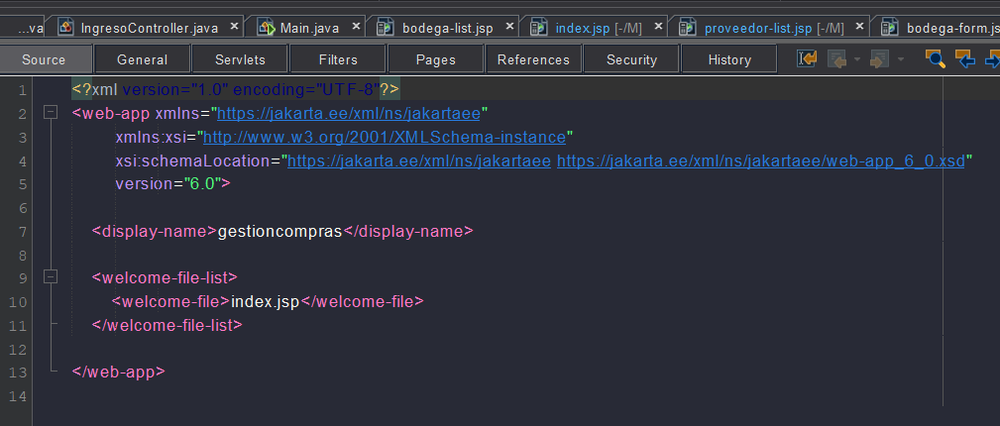 ...va IngresoController.java Main.java bodega-list.jsp index.jsp [-/M] proveedor-list.jsp [-/M] bodega-form.js
Source General Servlets Filters Pages References Security History
1 <?xml version="1.0" encoding="UTF-8"?>
2 <web-app xmlns="https://jakarta.ee/xml/ns/jakartaee"
3 xmlns:xsi="http://www.w3.org/2001/XMLSchema-instance"
4 xsi:schemaLocation="https://jakarta.ee/xml/ns/jakartaee https://jakarta.ee/xml/ns/jakartaee/web-app_6_0.xsd"
5 version="6.0">
6
7 <display-name>gestioncompras</display-name>
8
9 <welcome-file-list>
10 <welcome-file>index.jsp</welcome-file>
11 </welcome-file-list>
12
13 </web-app>
14